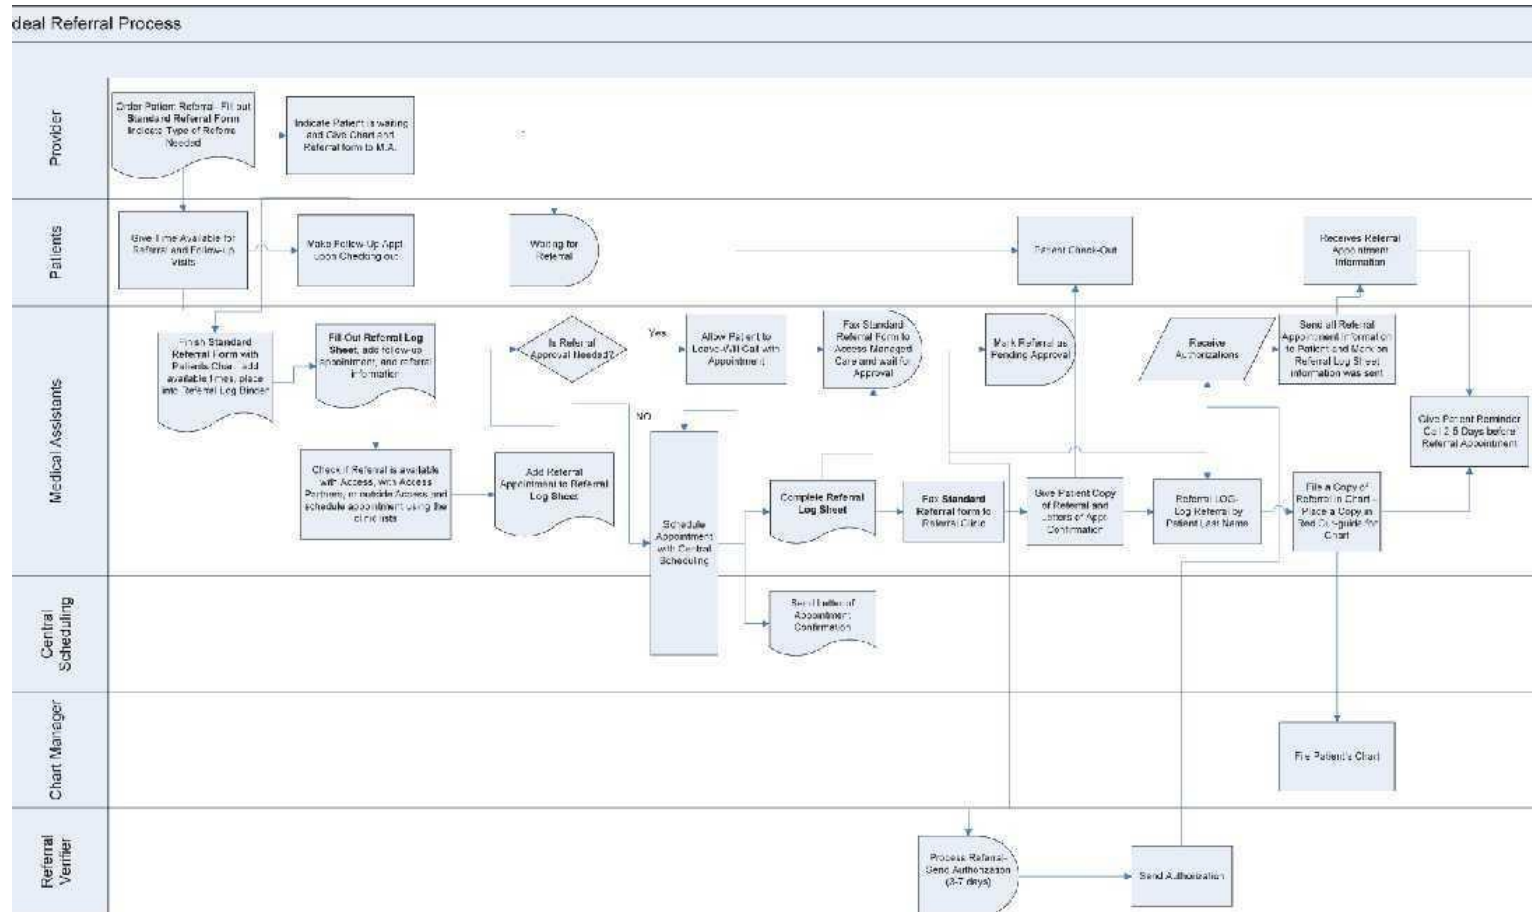 deal Referral Process
Provider
Order Patient Referral- Fill out
Standard Referral Form
Indicate Type of Referral
Needed
Indicate Patient is waiting
and Give Chart and
Referral form to M.A.
Patients
Give Time Available for
Referral and Follow-up
Visits
Make Follow-Up Appt
upon Checking out
Waiting for
Referral
Patient Check-Out
Receives Referral
Appointment
Information
Medical Assistants
Finish Standard
Referral Form with
Patients Chart add
available times, place
into Referral Log Binder
Fill Out Referral Log
Sheet, add follow-up
appointment, and referral
information
Is Referral
Approval Needed?
Yes
NO
Allow Patient to
Leave-Will Call with
Appointment
Fax Standard
Referral Form to
Access Managed
Care and wait for
Approval
Mark Referral as
Pending Approval
Receive
Authorizations
Send all Referral
Appointment Information
to Patient and Mark on
Referral Log Sheet
information was sent
Give Patient Reminder
Call 2-5 Days before
Referral Appointment
Check if Referral is available
with Access, with Access
Partners, or outside Access and
schedule appointment using the
clinic lists
Add Referral
Appointment to Referral
Log Sheet
Schedule
Appointment
with Central
Scheduling
Complete Referral
Log Sheet
Fax Standard
Referral form to
Referral Clinic
Give Patient Copy
of Referral and
Letters of Appt
Confirmation
Referral LOG-
Log Referral by
Patient Last Name
File a Copy of
Referral in Chart -
Place a Copy in
Red Out-guide for
Chart
Central
Scheduling
Send Letter of
Appointment
Confirmation
Chart Manager
File Patient's Chart
Referral
Verifier
Process Referral-
Send Authorization
(3-7 days)
Send Authorization